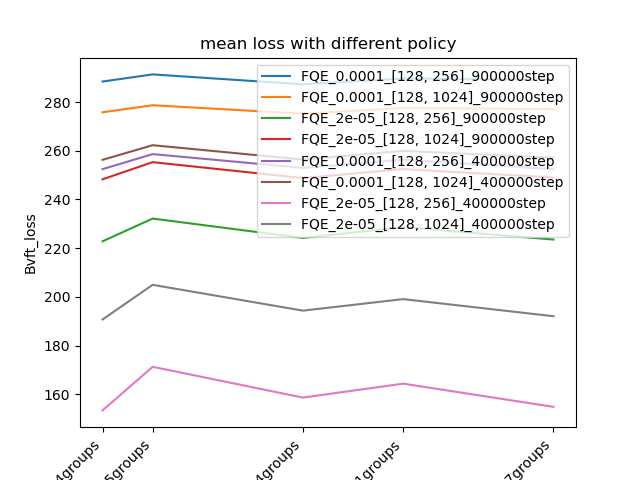 mean loss with different policy
Bvft_loss
280
260
240
220
200
180
160
FQE_0.0001_[128, 256]_900000step
FQE_0.0001_[128, 1024]_900000step
FQE_2e-05_[128, 256]_900000step
FQE_2e-05_[128, 1024]_900000step
FQE_0.0001_[128, 256]_400000step
FQE_0.0001_[128, 1024]_400000step
FQE_2e-05_[128, 256]_400000step
FQE_2e-05_[128, 1024]_400000step
4groups
5groups
4groups
1groups
7groups